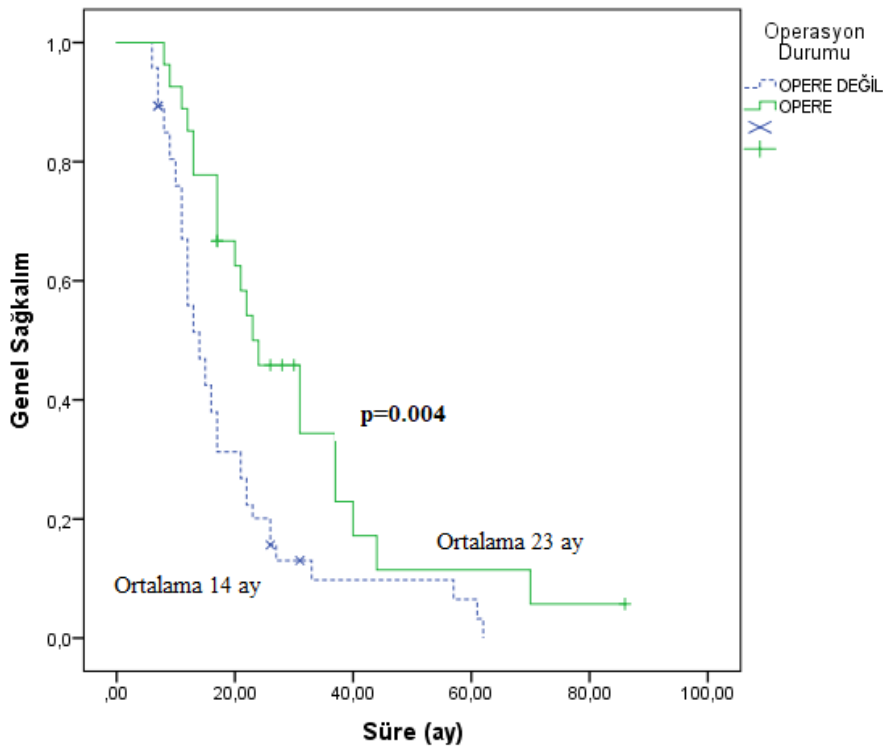 Operasyon
Durumu
OPERE DEĞİL
OPERE
Genel Sağkalım
1,0
0,8
0,6
0,4
0,2
0,0
p=0.004
Ortalama 23 ay
Ortalama 14 ay
,00
20,00
40,00
60,00
80,00
100,00
Süre (ay)